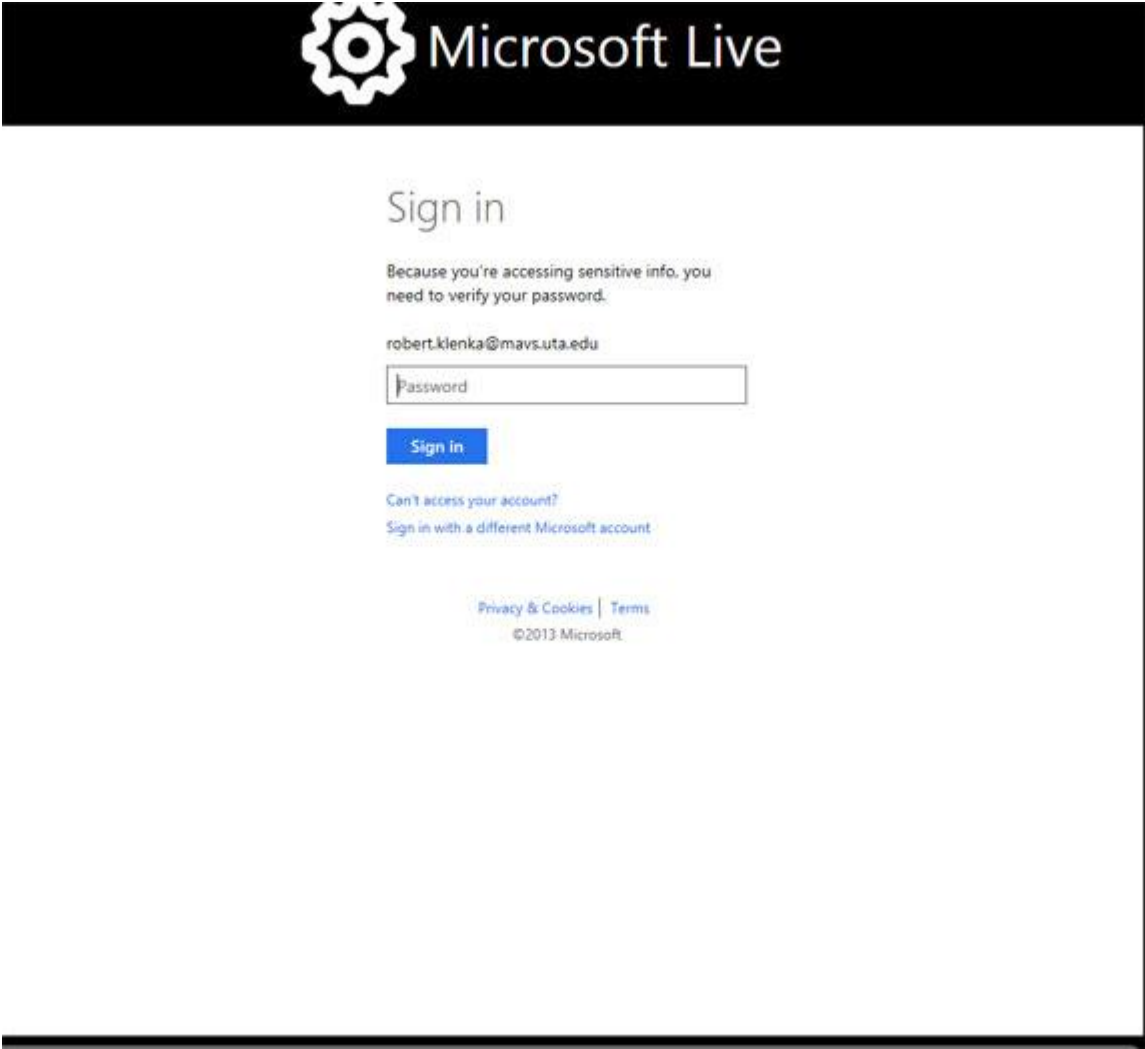 Microsoft Live
Sign in
Because you're accessing sensitive info, you
need to verify your password.
robert.klenka@mavs.uta.edu
Password
Sign in
Can't access your account?
Sign in with a different Microsoft account
Privacy & Cookies | Terms
©2013 Microsoft